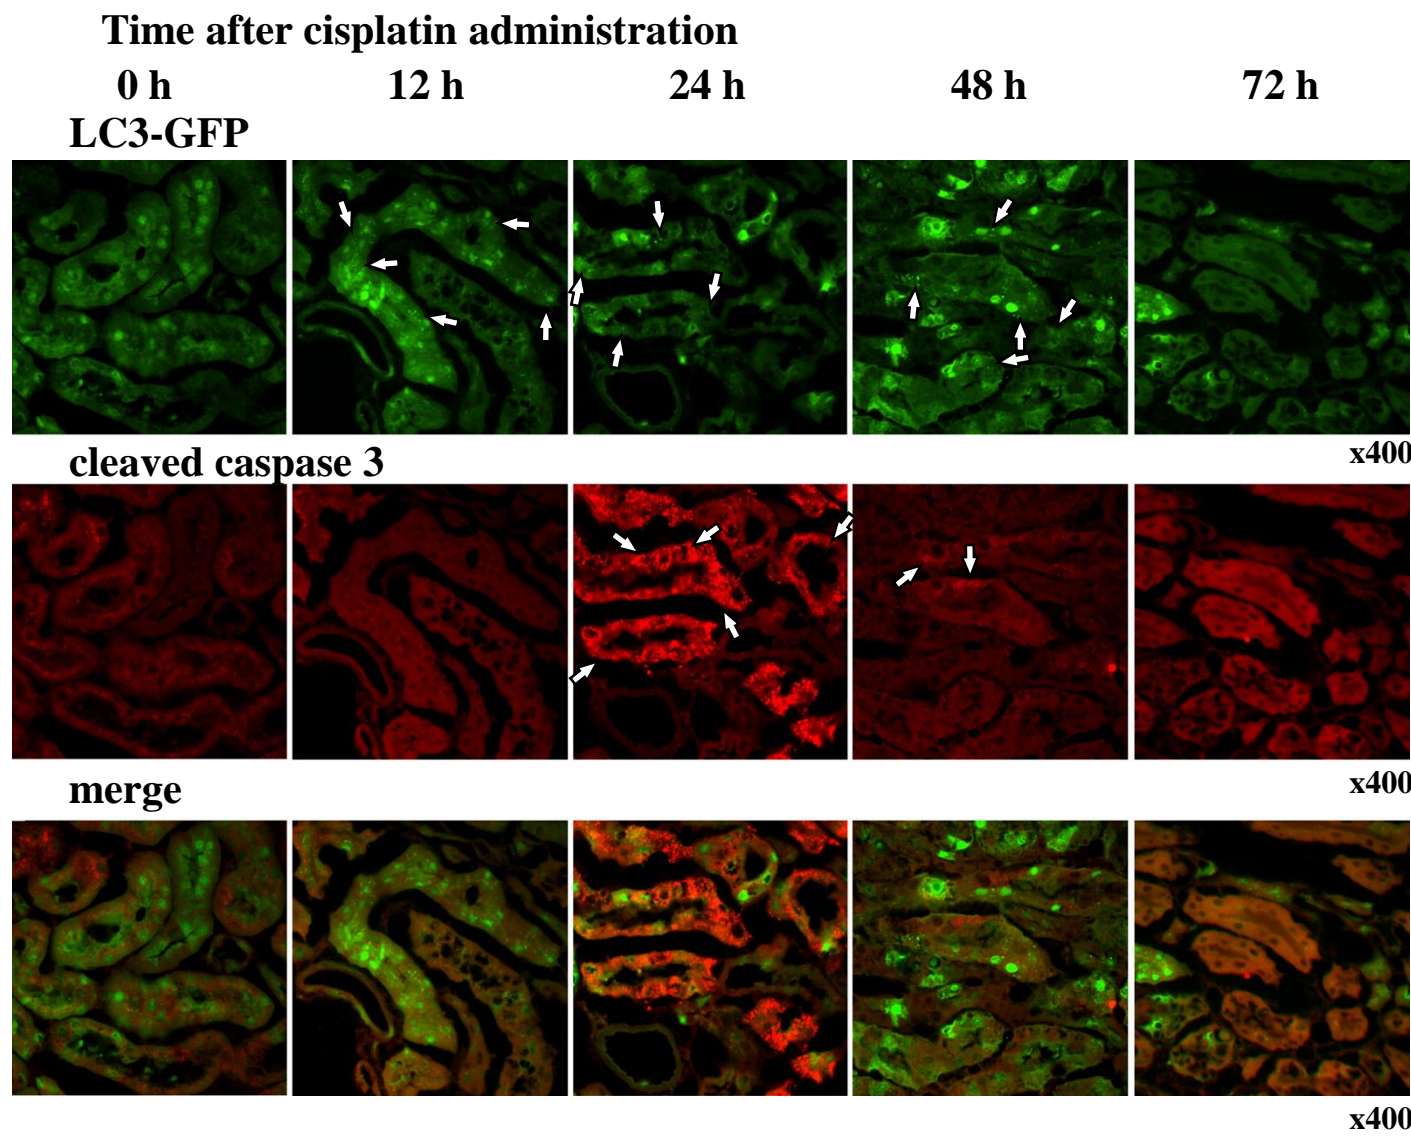 Time after cisplatin administration
0 h 12 h 24 h 48 h 72 h
LC3-GFP
x400
cleaved caspase 3
x400
merge
x400